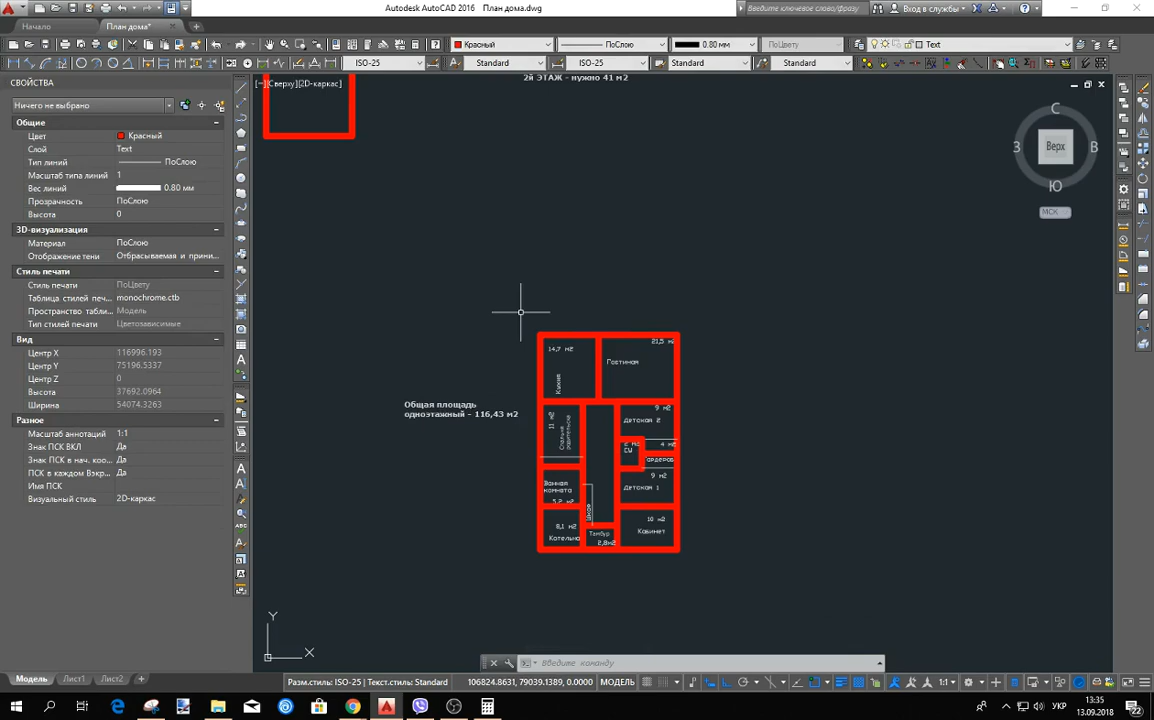 Autodesk AutoCAD 2016 План дома.dwg
Введите ключевое слово/фразу
Вход в службы
Начало
План дома*
Красный
ПоСлою
0.80 мм
ПоЦвету
Text
ISO-25
Standard
ISO-25
Standard
Standard
СВОЙСТВА
[−][Сверху][2D-каркас]
2й ЭТАЖ - нужно 41 м2
Ничего не выбрано
Общие
Цвет Красный
Слой Text
Тип линий ПоСлою
Масштаб типа линий 1
Вес линий 0.80 мм
Прозрачность ПоСлою
Высота 0
3D-визуализация
Материал ПоСлою
Отображение тени Отбрасываемая и прини...
Стиль печати
Стиль печати ПоЦвету
Таблица стилей печ... monochrome.ctb
Пространство табли... Модель
Тип стилей печати Цветозависимые
Вид
Центр X 116996.193
Центр Y 75196.5337
Центр Z 0
Высота 37692.0964
Ширина 54074.3263
Разное
Масштаб аннотаций 1:1
Знак ПСК ВКЛ Да
Знак ПСК в нач. коо... Да
ПСК в каждом Вэкр... Да
Имя ПСК
Визуальный стиль 2D-каркас
С
З Верх В
Ю
МСК
14,7 м2
Кухня
21,5 м2
Гостиная
Общая площадь
одноэтажный - 116,43 м2
11 м2
Спальня
родительская
9 м2
Детская 2
4 м2
Гардероб
9 м2
Детская 1
Ванная
комната
5,2 м2
Шкаф
8,1 м2
Котельная
Тамбур
2,8м2
10 м2
Кабинет
Y
X
Введите команду
Модель
Лист1
Лист2
+
Разм.стиль: ISO-25 Текст.стиль: Standard
106824.8631, 79039.1389, 0.0000
МОДЕЛЬ
1:1
УКР
13:35
13.09.2018
22